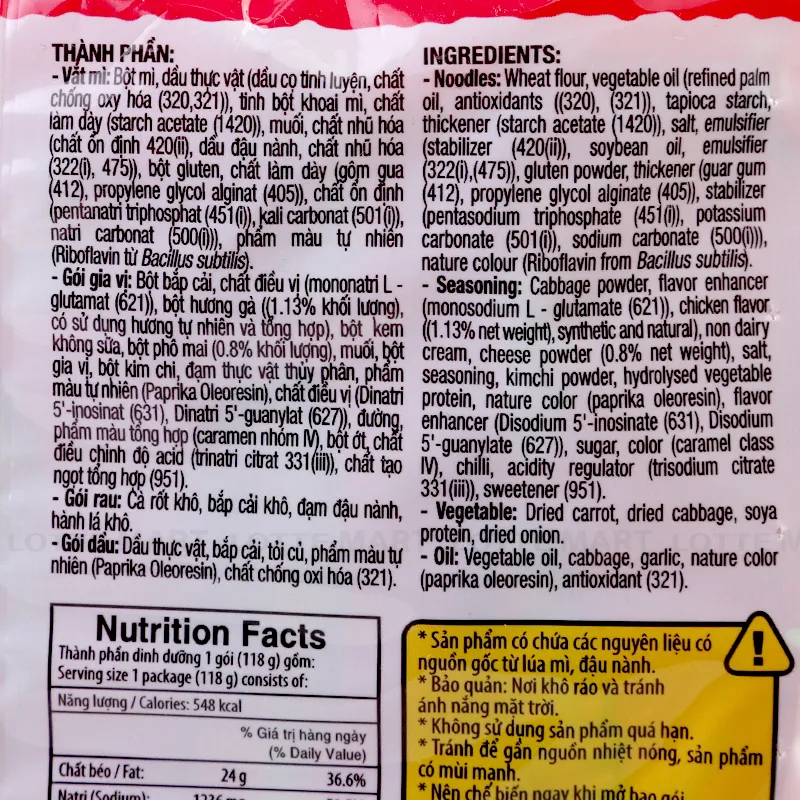 THÀNH PHẦN:
- Vắt mì: Bột mì, dầu thực vật (dầu cọ tinh luyện, chất
chống oxy hóa (320,321)), tinh bột khoai mì, chất
làm dày (starch acetate (1420)), muối, chất nhũ hóa
(chất ổn định 420(ii)), dầu đậu nành, chất nhũ hóa
(322(i), 475)), bột gluten, chất làm dày (gôm gua
(412), propylene glycol alginat (405)), chất ổn định
(pentanatri triphosphat (451(i)), kali carbonat (501(i)),
natri carbonat (500(i))), phẩm màu tự nhiên
(Riboflavin từ Bacillus subtilis).
- Gói gia vị: Bột bắp cải, chất điều vị (mononatri L -
glutamat (621)), bột hương gà ((1.13% khối lượng),
có sử dụng hương tự nhiên và tổng hợp), bột kem
không sữa, bột phô mai (0.8% khối lượng), muối, bột
gia vị, bột kim chi, đạm thực vật thủy phân, phẩm
màu tự nhiên (Paprika Oleoresin), chất điều vị (Dinatri
5'-inosinat (631), Dinatri 5'-guanylat (627)), đường,
phẩm màu tổng hợp (caramen nhóm IV), bột ớt, chất
điều chỉnh độ acid (trinatri citrat 331(iii)), chất tạo
ngọt tổng hợp (951).
- Gói rau: Cà rốt khô, bắp cải khô, đạm đậu nành,
hành lá khô.
- Gói dầu: Dầu thực vật, bắp cải, tỏi củ, phẩm màu tự
nhiên (Paprika Oleoresin), chất chống oxi hóa (321).
INGREDIENTS:
- Noodles: Wheat flour, vegetable oil (refined palm
oil, antioxidants ((320), (321)), tapioca starch,
thickener (starch acetate (1420)), salt, emulsifier
(stabilizer (420(ii)), soybean oil, emulsifier
(322(i),(475)), gluten powder, thickener (guar gum
(412), propylene glycol alginate (405)), stabilizer
(pentasodium triphosphate (451(i)), potassium
carbonate (501(i)), sodium carbonate (500(i))),
nature colour (Riboflavin from Bacillus subtilis).
- Seasoning: Cabbage powder, flavor enhancer
(monosodium L - glutamate (621)), chicken flavor
((1.13% net weight), synthetic and natural), non dairy
cream, cheese powder (0.8% net weight), salt,
seasoning, kimchi powder, hydrolysed vegetable
protein, nature color (paprika oleoresin), flavor
enhancer (Disodium 5'-inosinate (631), Disodium
5'-guanylate (627)), sugar, color (caramel class
IV), chilli, acidity regulator (trisodium citrate
331(iii)), sweetener (951).
- Vegetable: Dried carrot, dried cabbage, soya
protein, dried onion.
- Oil: Vegetable oil, cabbage, garlic, nature color
(paprika oleoresin), antioxidant (321).
Nutrition Facts
Thành phần dinh dưỡng 1 gói (118 g) gồm:
Serving size 1 package (118 g) consists of:
Năng lượng / Calories: 548 kcal
% Giá trị hàng ngày
(% Daily Value)
Chất béo / Fat: 24 g 36.6%
Natri (Sodium):
* Sản phẩm có chứa các nguyên liệu có
nguồn gốc từ lúa mì, đậu nành.
* Bảo quản: Nơi khô ráo và tránh
ánh nắng mặt trời.
* Không sử dụng sản phẩm quá hạn.
* Tránh để gần nguồn nhiệt nóng, sản phẩm
có mùi mạnh.
* Nên chế biến ngay khi mở bao gói